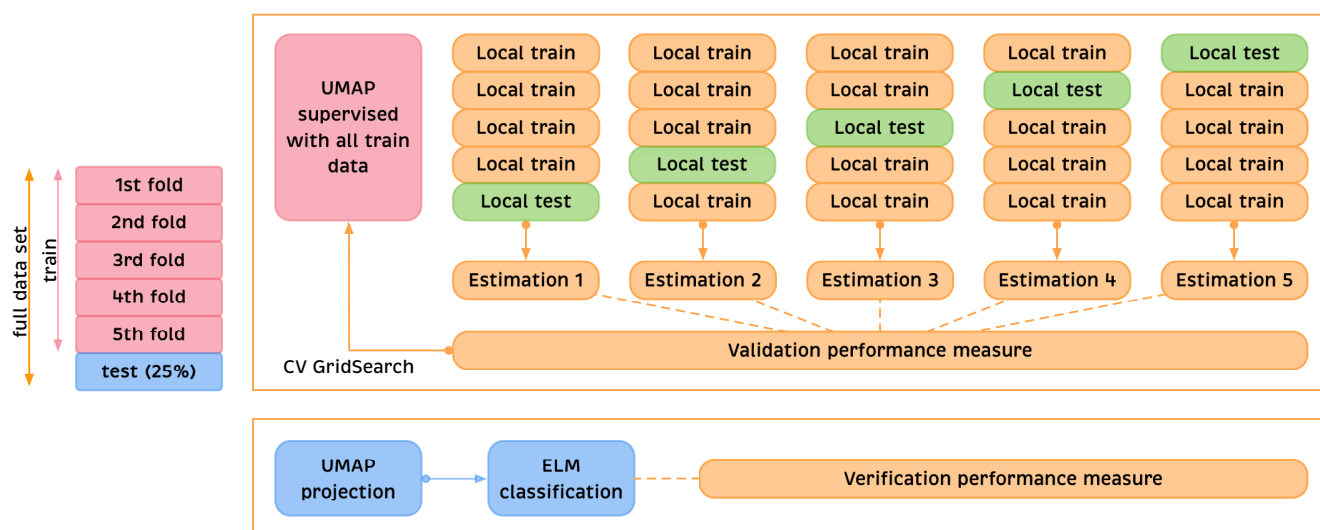 full data set
train
1st fold
2nd fold
3rd fold
4th fold
5th fold
test (25%)
UMAP
supervised
with all train
data
Local train
Local train
Local train
Local train
Local test
Estimation 1
Local train
Local train
Local train
Local test
Local train
Estimation 2
Local train
Local train
Local test
Local train
Local train
Estimation 3
Local train
Local test
Local train
Local train
Local train
Estimation 4
Local test
Local train
Local train
Local train
Local train
Estimation 5
CV GridSearch
Validation performance measure
UMAP
projection
ELM
classification
Verification performance measure